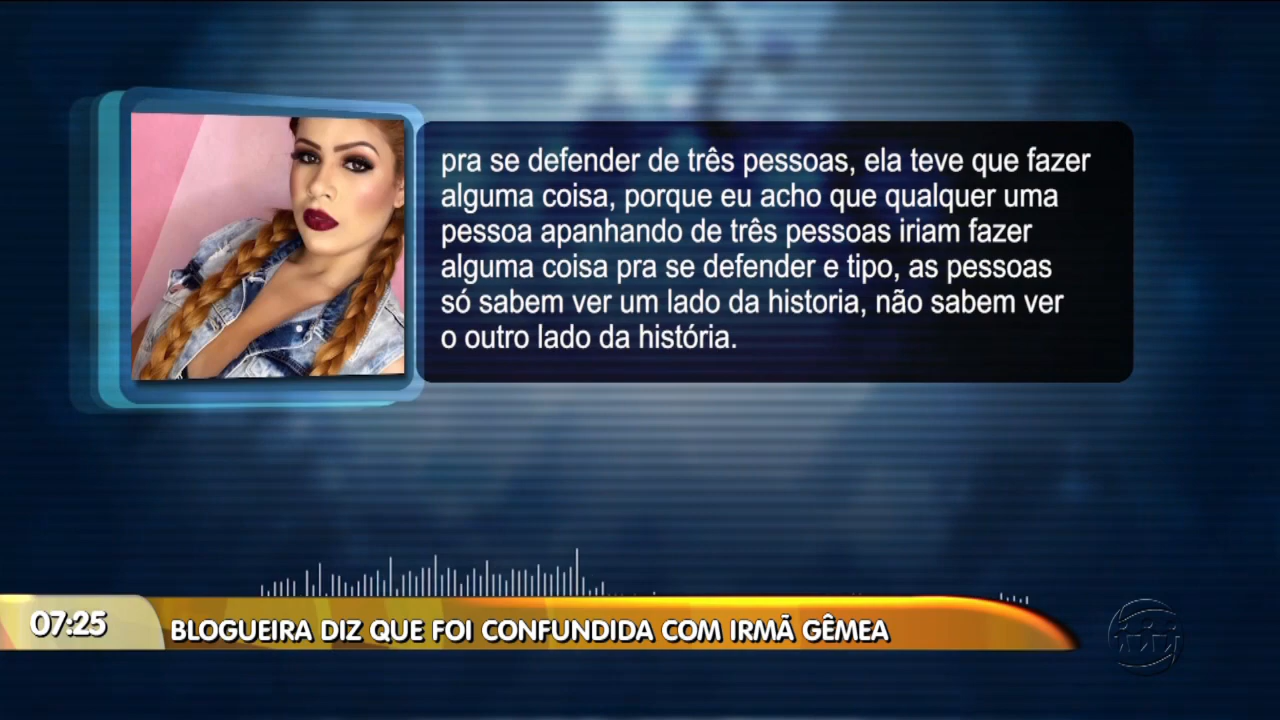 pra se defender de três pessoas, ela teve que fazer
alguma coisa, porque eu acho que qualquer uma
pessoa apanhando de três pessoas iriam fazer
alguma coisa pra se defender e tipo, as pessoas
só sabem ver um lado da historia, não sabem ver
o outro lado da história.
07:25
BLOGUEIRA DIZ QUE FOI CONFUNDIDA COM IRMÃ GÊMEA